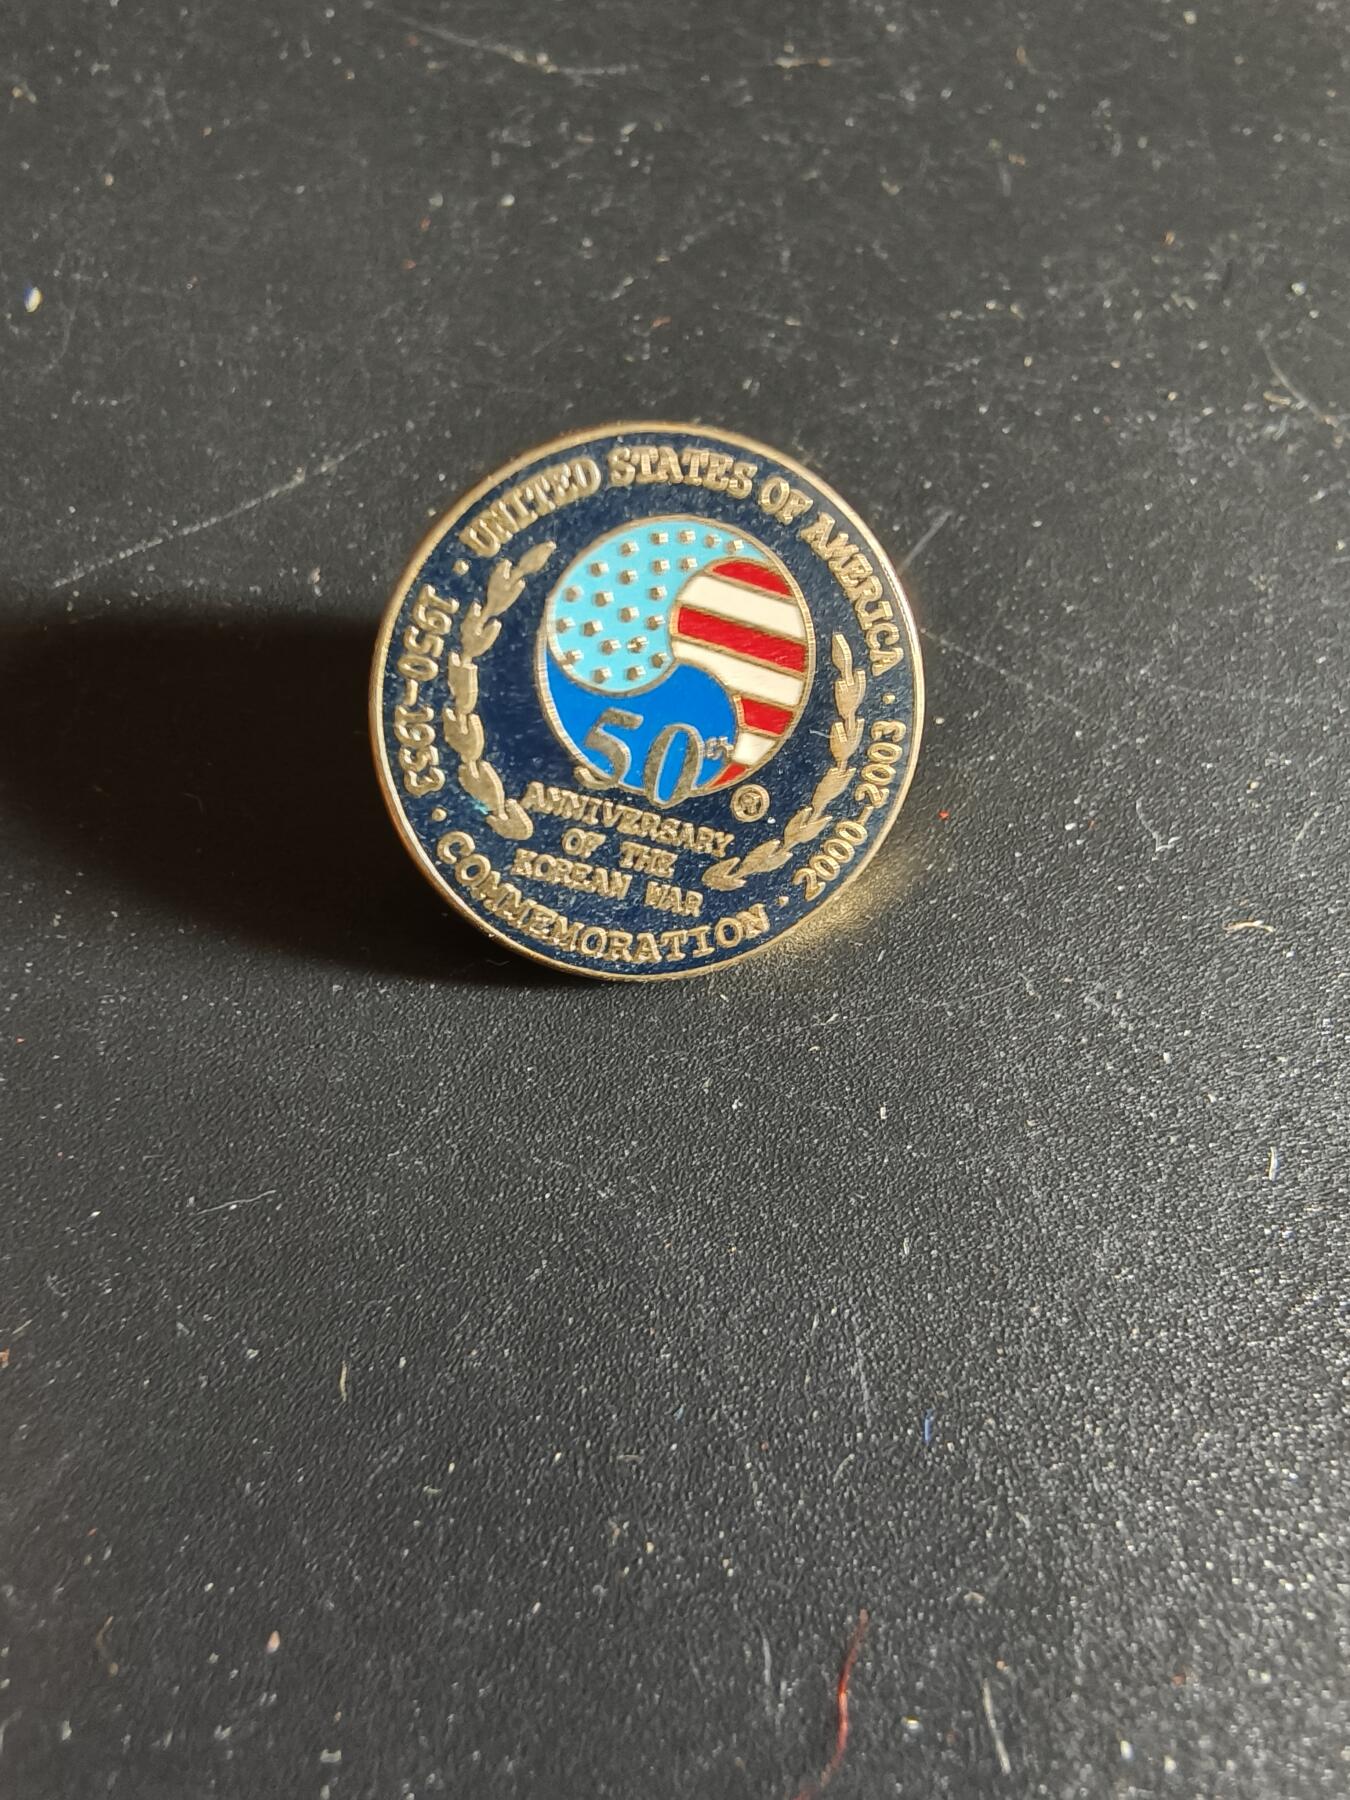 UNITED STATES OF AMERICA
1950-1953
2000-2003
50th
®
ANNIVERSARY
OF THE
KOREAN WAR
COMMEMORATION